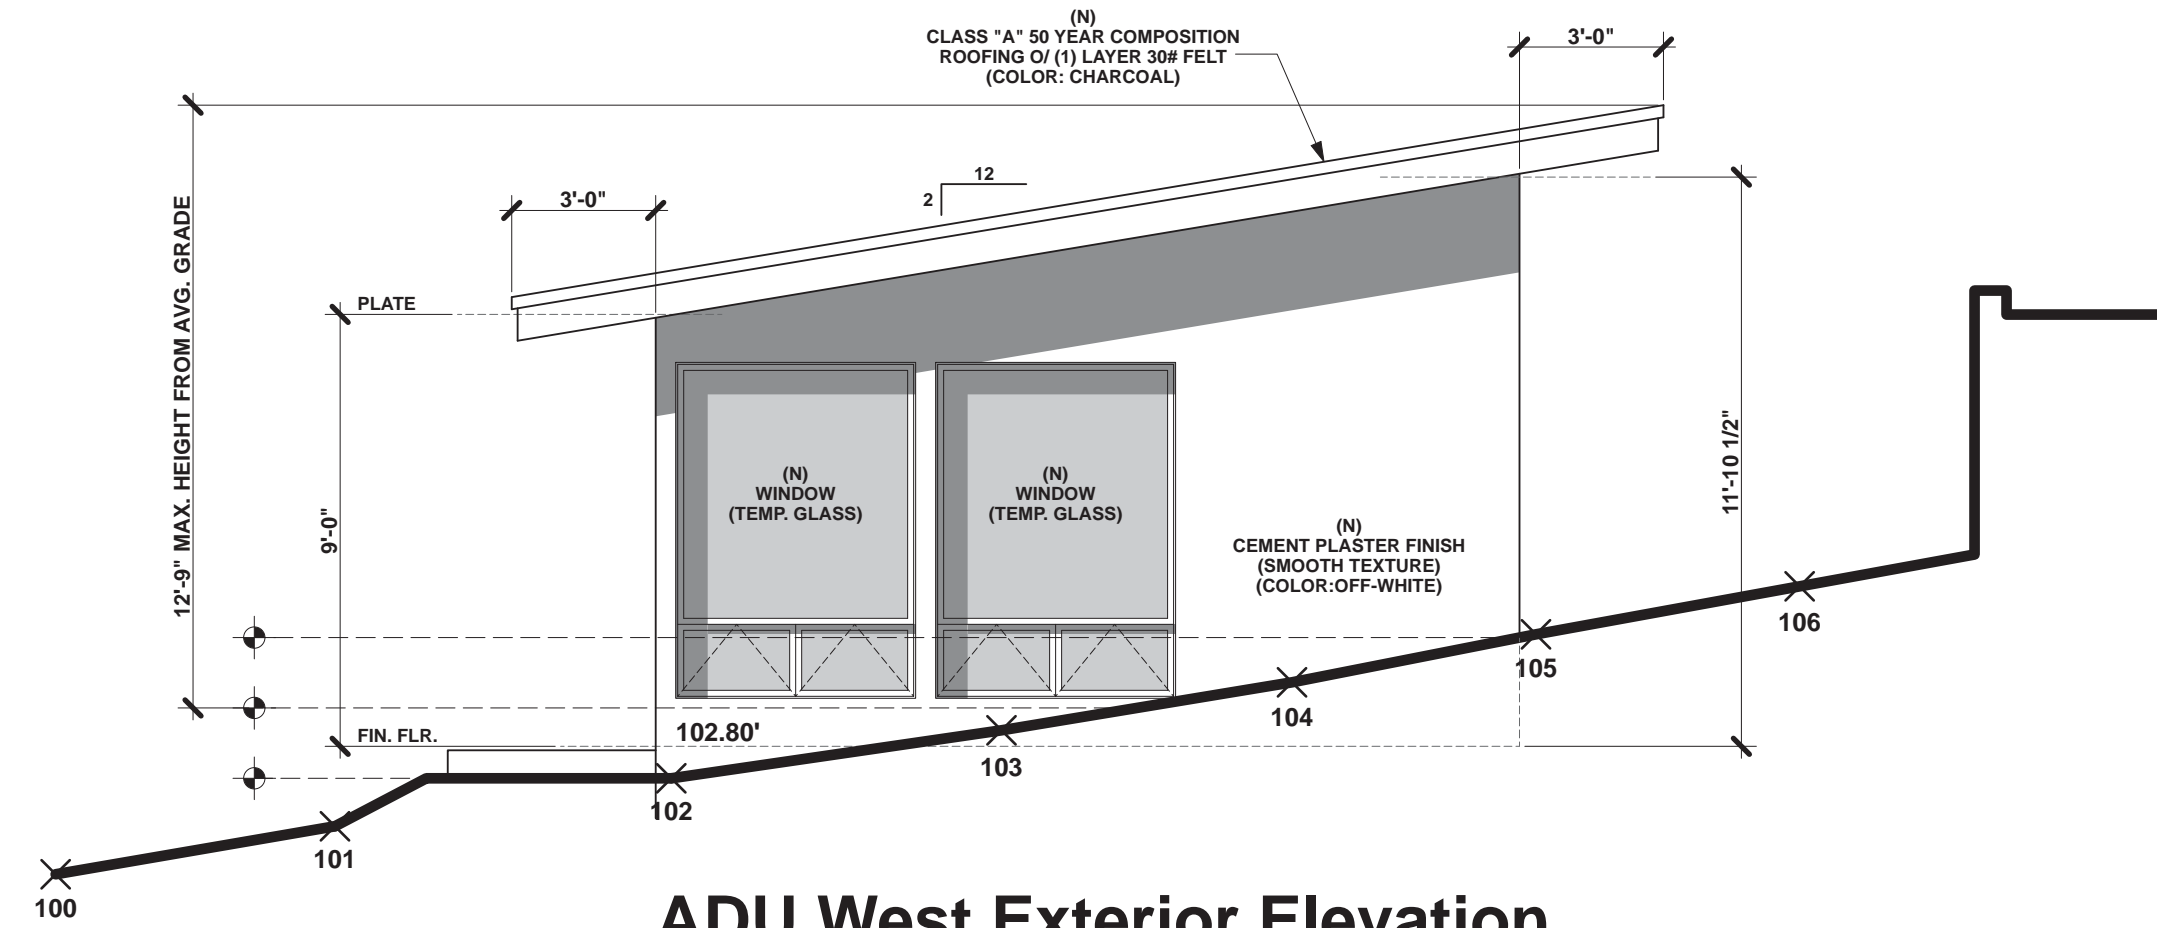 (N)
CLASS "A" 50 YEAR COMPOSITION
ROOFING O/ (1) LAYER 30# FELT
(COLOR: CHARCOAL)
3'-0"
12
2
3'-0"
12'-9" MAX. HEIGHT FROM AVG. GRADE
PLATE
9'-0"
11'-10 1/2"
(N)
WINDOW
(TEMP. GLASS)
(N)
WINDOW
(TEMP. GLASS)
(N)
CEMENT PLASTER FINISH
(SMOOTH TEXTURE)
(COLOR:OFF-WHITE)
FIN. FLR.
102.80'
106
105
104
103
102
101
100
ADU West Exterior Elevation